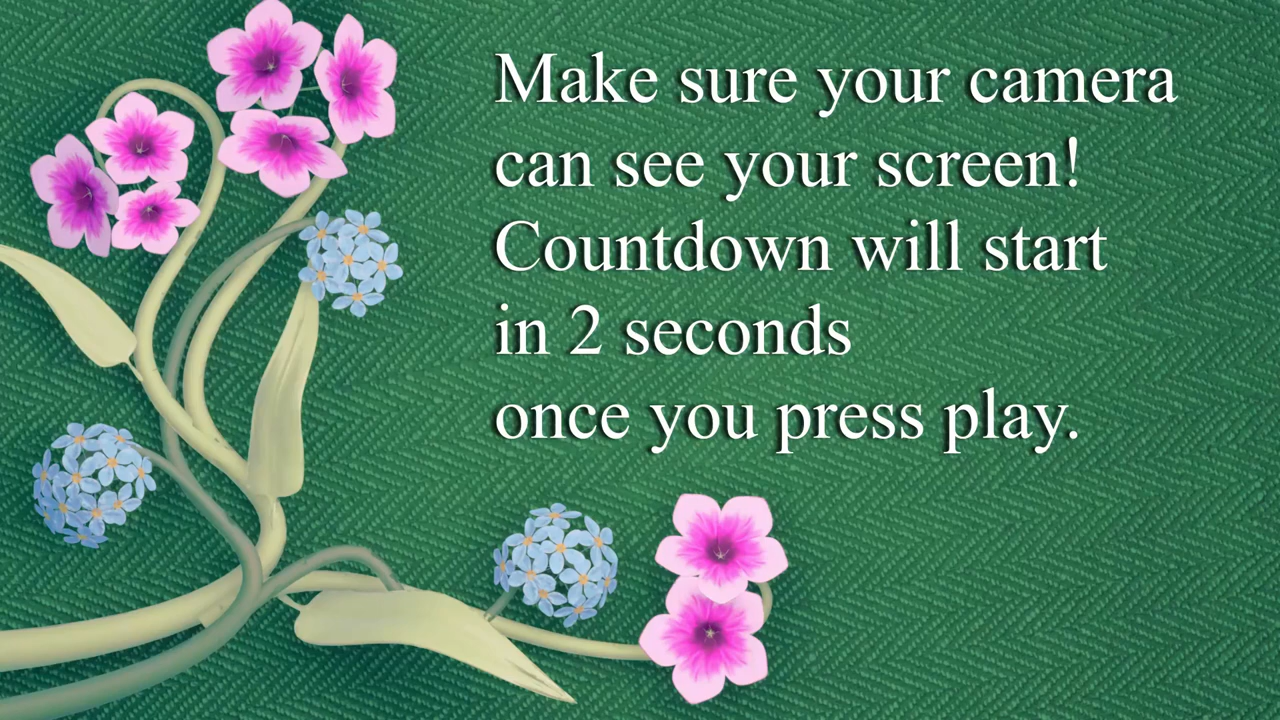 Make sure your camera
can see your screen!
Countdown will start
in 2 seconds
once you press play.